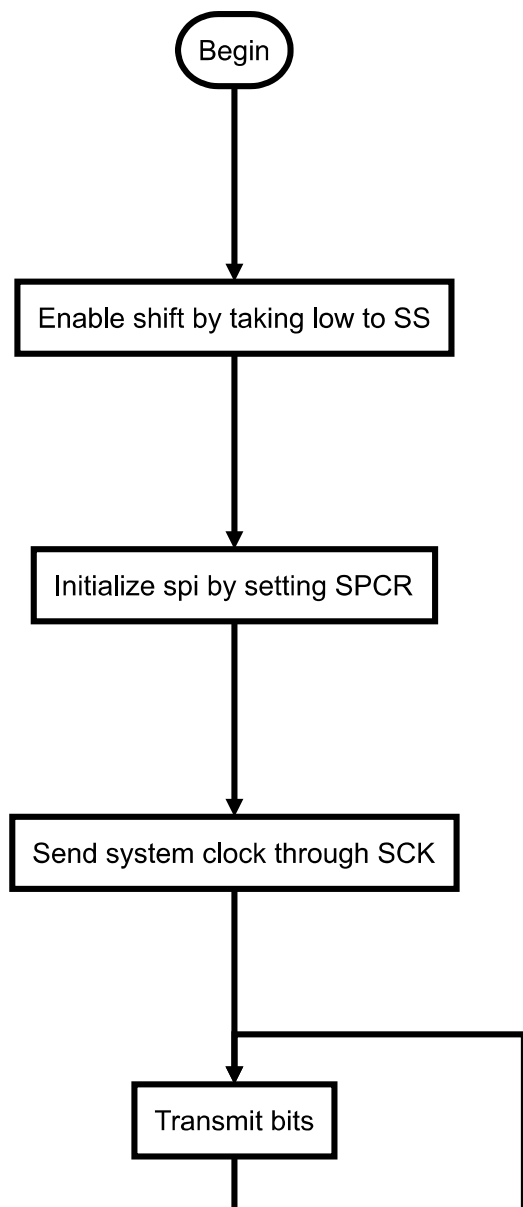 Begin
Enable shift by taking low to SS
Initialize spi by setting SPCR
Send system clock through SCK
Transmit bits